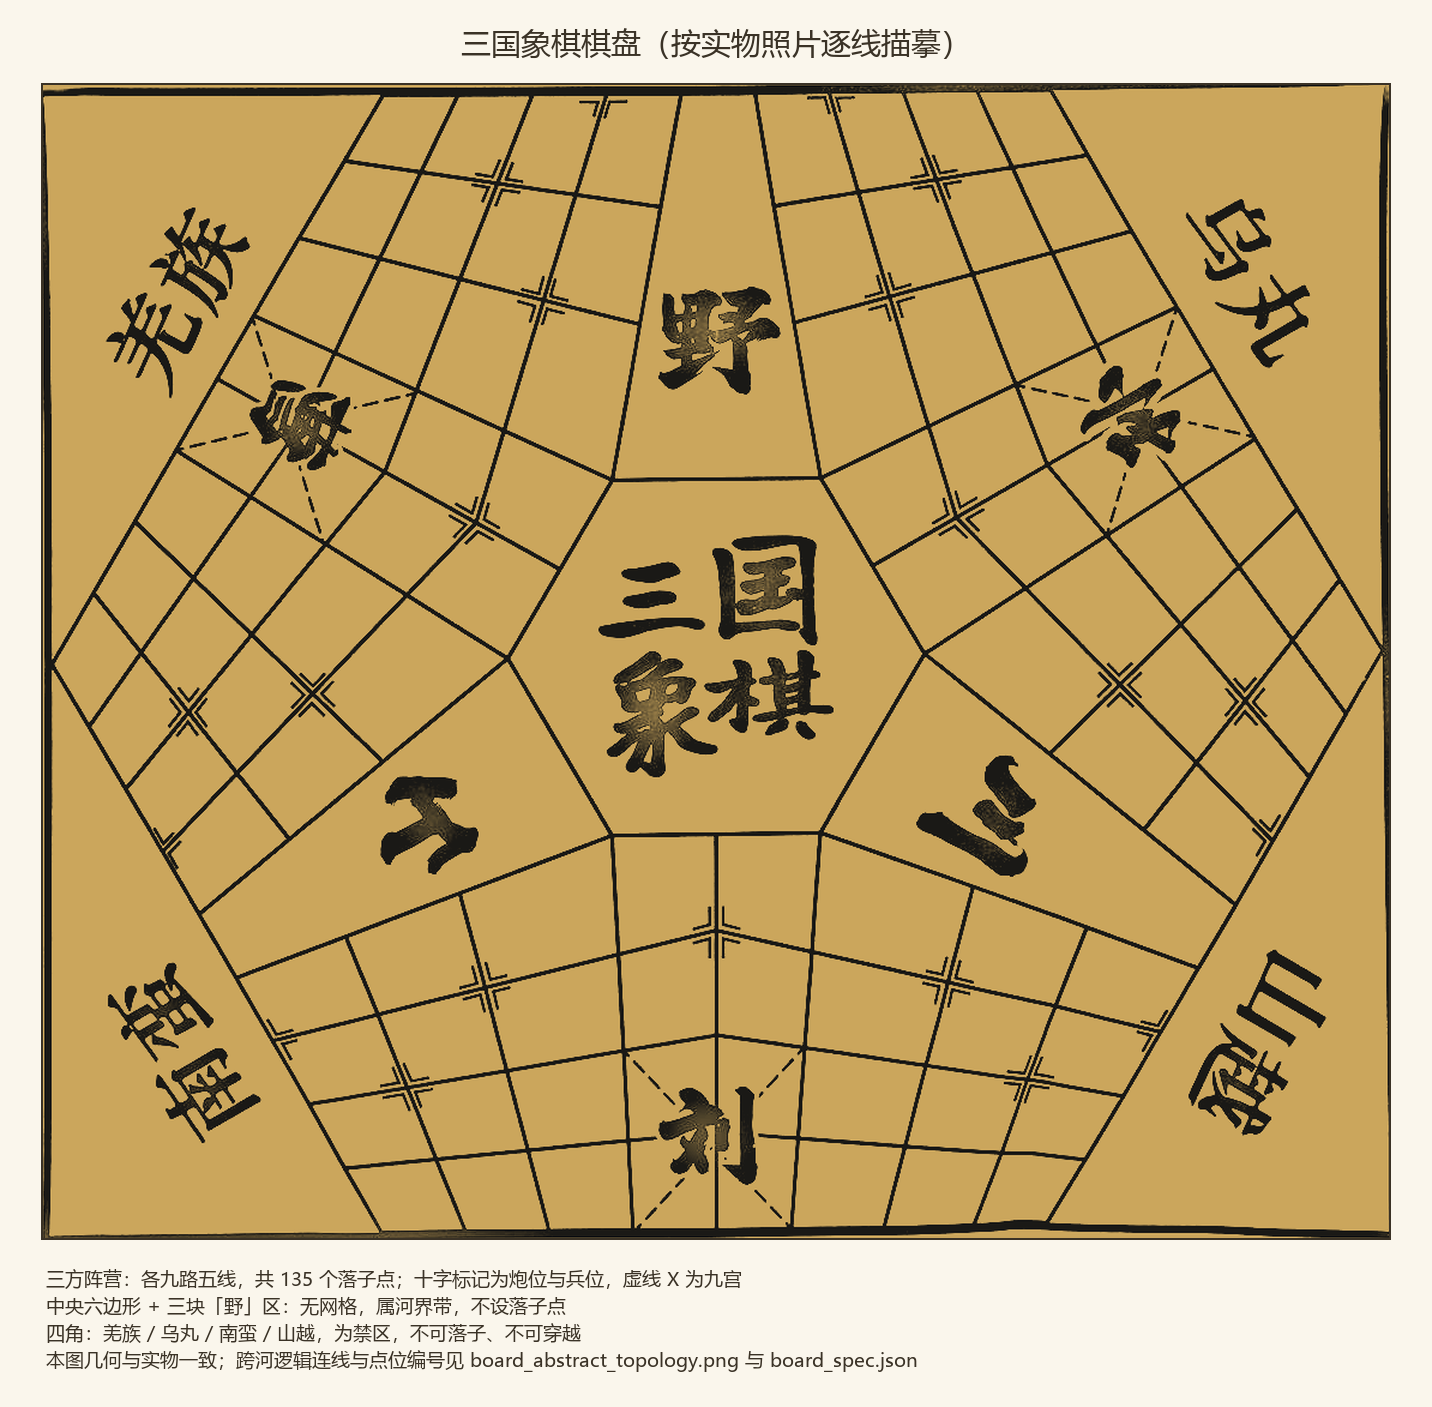 三国象棋棋盘（按实物照片逐线描摹）
羌族
乌丸
野
三国
象棋
南蛮
山越
刘
三方阵营：各九路五线，共 135 个落子点；十字标记为炮位与兵位，虚线 X 为九宫
中央六边形 + 三块「野」区：无网格，属河界带，不设落子点
四角：羌族 / 乌丸 / 南蛮 / 山越，为禁区，不可落子、不可穿越
本图几何与实物一致；跨河逻辑连线与点位编号见 board_abstract_topology.png 与 board_spec.json